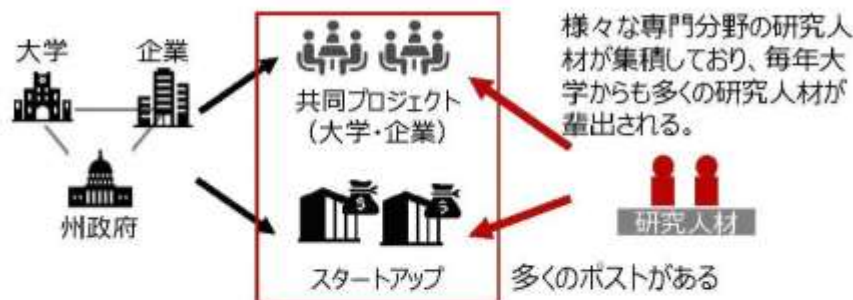 大学
企業
州政府
共同プロジェクト
（大学・企業）
$
$
スタートアップ
様々な専門分野の研究人
材が集積しており、毎年大
学からも多くの研究人材が
輩出される。
研究人材
多くのポストがある